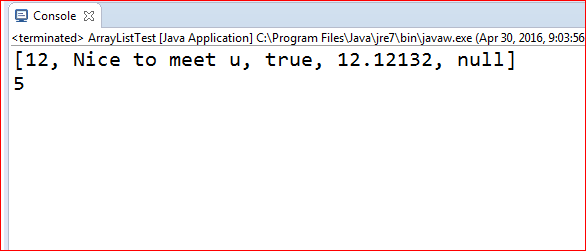 Console
<terminated> ArrayListTest [Java Application] C:\Program Files\Java\jre7\bin\javaw.exe (Apr 30, 2016, 9:03:56
[12, Nice to meet u, true, 12.12132, null]
5